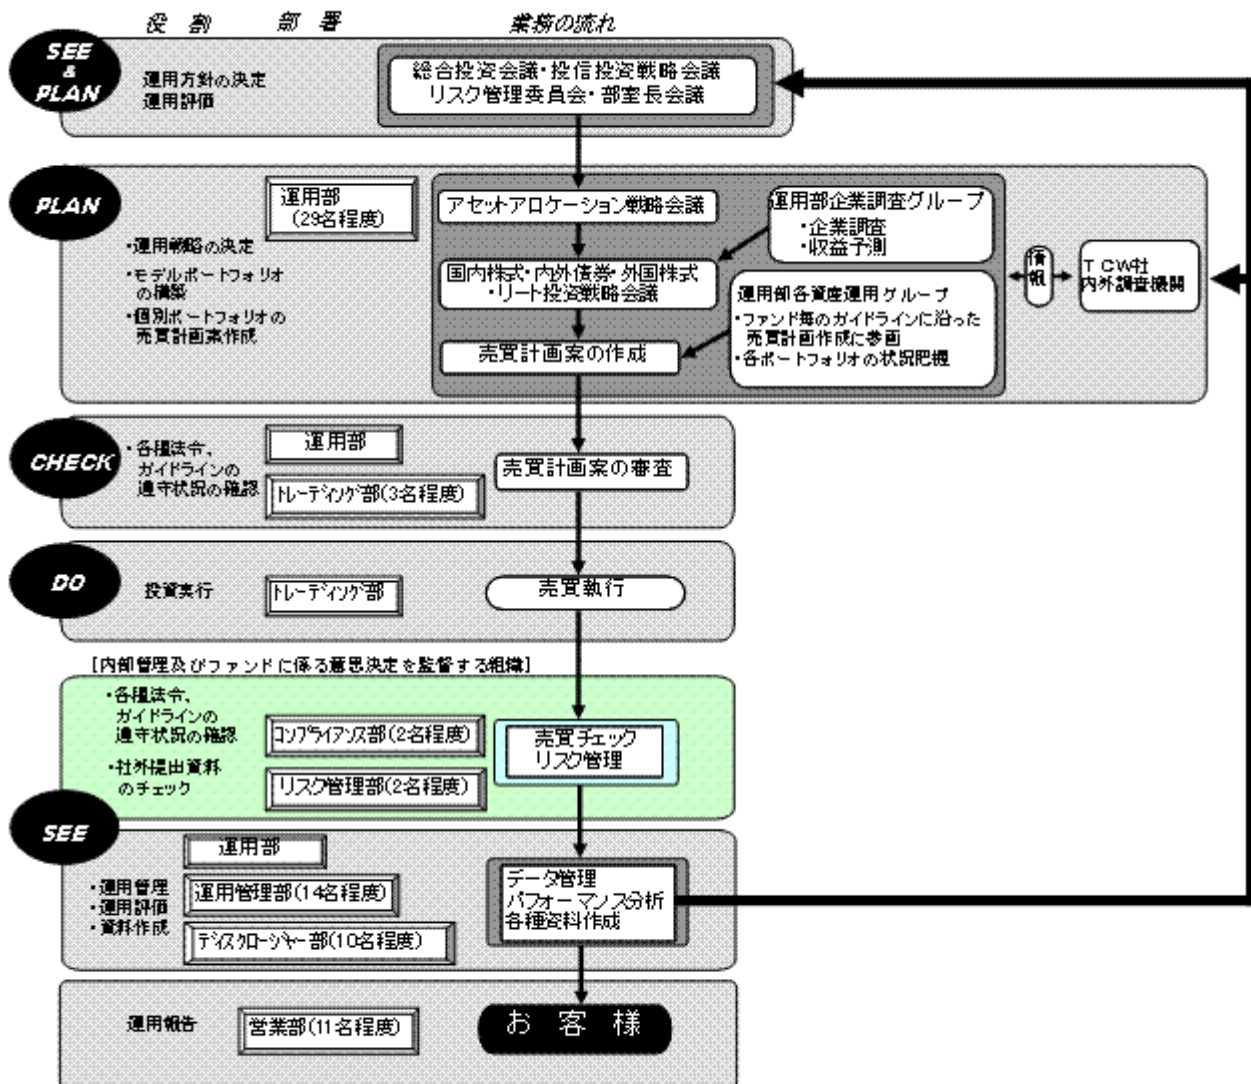 役 割
部 署
業務の流れ
SEE
&
PLAN
運用方針の決定
運用評価
総合投資会議・投信投資戦略会議
リスク管理委員会・部室長会議
PLAN
運用部
(29名程度)
・運用戦略の決定
・モデルポートフォリオ
の構築
・個別ポートフォリオの
売買計画案作成
アセットアロケーション戦略会議
運用部企業調査グループ
・企業調査
・収益予測
国内株式・内外債券・外国株式
・リート投資戦略会議
運用部各資産運用グループ
・ファンド毎のガイドラインに沿った
売買計画作成に参画
・各ポートフォリオの状況把握
売買計画案の作成
情報
TCW社
内外調査機関
CHECK
・各種法令、
ガイドラインの
遵守状況の確認
運用部
トレーディング部(3名程度)
売買計画案の審査
DO
投資実行
トレーディング部
売買執行
[内部管理及びファンドに係る意思決定を監督する組織]
・各種法令、
ガイドラインの
遵守状況の確認
・社外提出資料
のチェック
コンプライアンス部(2名程度)
リスク管理部(2名程度)
売買チェック
リスク管理
SEE
運用部
・運用管理
・運用評価
・資料作成
運用管理部(14名程度)
ディスクロージャー部(10名程度)
データ管理
パフォーマンス分析
各種資料作成
運用報告
営業部(11名程度)
お 客 様